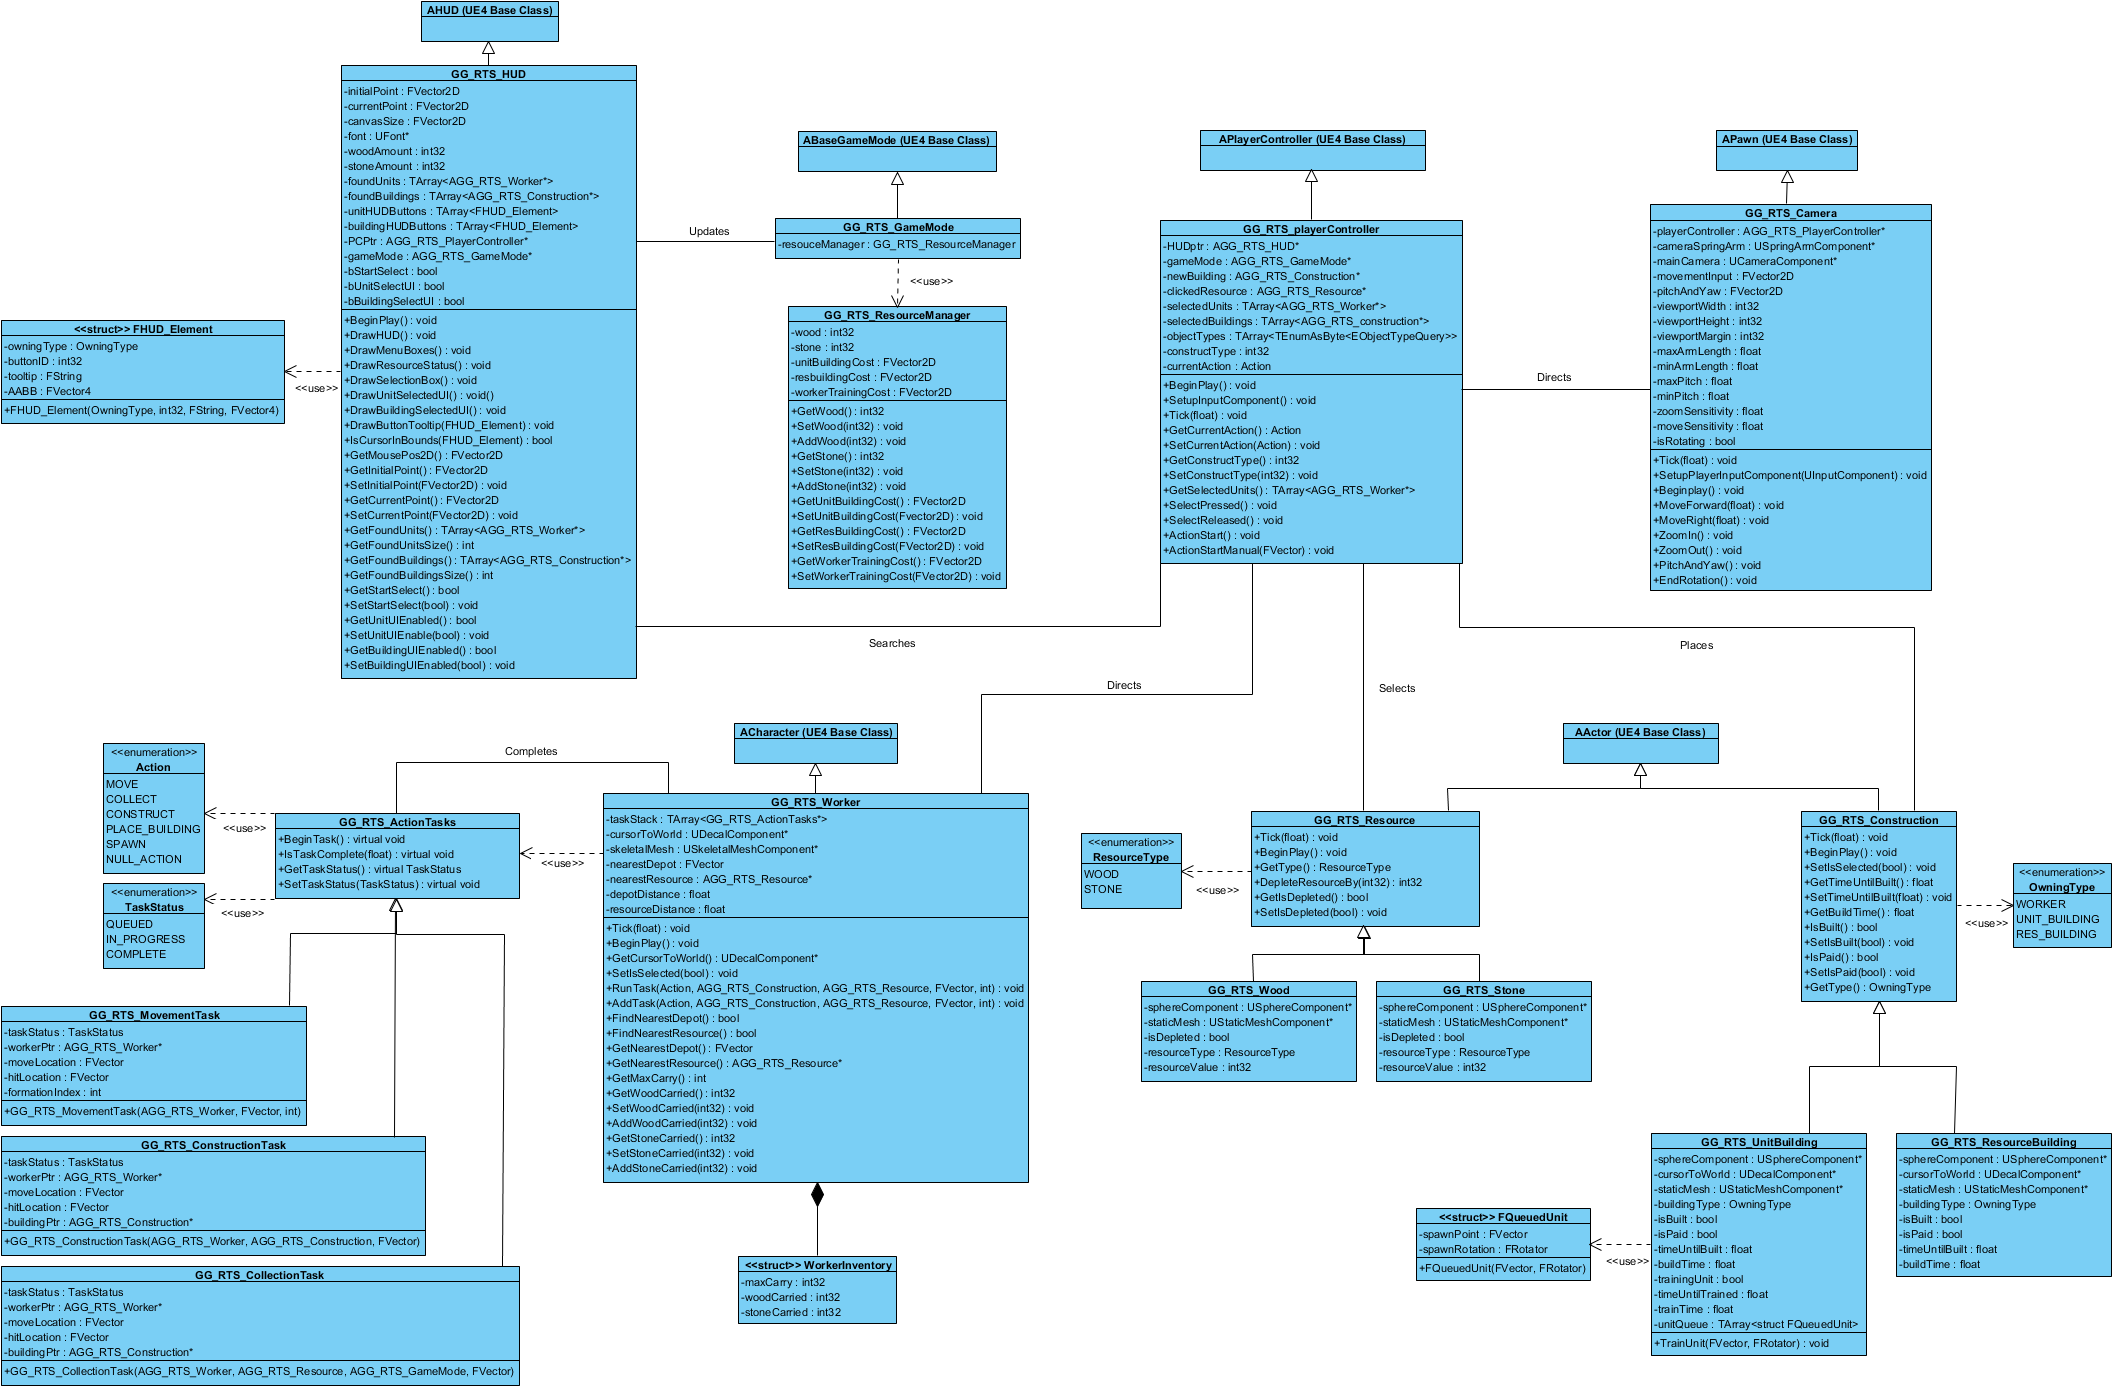 AHUD (UE4 Base Class)
GG_RTS_HUD
-initialPoint : FVector2D
-currentPoint : FVector2D
-canvasSize : FVector2D
-font : UFont*
-woodAmount : int32
-stoneAmount : int32
-foundUnits : TArray<AGG_RTS_Worker*>
-foundBuildings : TArray<AGG_RTS_Construction*>
-unitHUDButtons : TArray<FHUD_Element>
-buildingHUDButtons : TArray<FHUD_Element>
-PCPtr : AGG_RTS_PlayerController*
-gameMode : AGG_RTS_GameMode*
-bStartSelect : bool
-bUnitSelectUI : bool
-bBuildingSelectUI : bool
+BeginPlay() : void
+DrawHUD() : void
+DrawMenuBoxes() : void
+DrawResourceStatus() : void
+DrawSelectionBox() : void
+DrawUnitSelectedUI() : void()
+DrawBuildingSelectedUI() : void
+DrawButtonTooltip(FHUD_Element) : void
+IsCursorInBounds(FHUD_Element) : bool
+GetMousePos2D() : FVector2D
+GetInitialPoint() : FVector2D
+SetInitialPoint(FVector2D) : void
+GetCurrentPoint() : FVector2D
+SetCurrentPoint(FVector2D) : void
+GetFoundUnits() : TArray<AGG_RTS_Worker*>
+GetFoundUnitsSize() : int
+GetFoundBuildings() : TArray<AGG_RTS_Construction*>
+GetFoundBuildingsSize() : int
+GetStartSelect() : bool
+SetStartSelect(bool) : void
+GetUnitUIEnabled() : bool
+SetUnitUIEnable(bool) : void
+GetBuildingUIEnabled() : bool
+SetBuildingUIEnabled(bool) : void
<<struct>> FHUD_Element
-owningType : OwningType
-buttonID : int32
-tooltip : FString
-AABB : FVector4
+FHUD_Element(OwningType, int32, FString, FVector4)
<<use>>
Updates
ABaseGameMode (UE4 Base Class)
GG_RTS_GameMode
-resouceManager : GG_RTS_ResourceManager
<<use>>
GG_RTS_ResourceManager
-wood : int32
-stone : int32
-unitBuildingCost : FVector2D
-resbuildingCost : FVector2D
-workerTrainingCost : FVector2D
+GetWood() : int32
+SetWood(int32) : void
+AddWood(int32) : void
+GetStone() : int32
+SetStone(int32) : void
+AddStone(int32) : void
+GetUnitBuildingCost() : FVector2D
+SetUnitBuildingCost(Fvector2D) : void
+GetResBuildingCost() : FVector2D
+SetResBuildingCost(FVector2D) : void
+GetWorkerTrainingCost() : FVector2D
+SetWorkerTrainingCost(FVector2D) : void
APlayerController (UE4 Base Class)
GG_RTS_playerController
-HUDptr : AGG_RTS_HUD*
-gameMode : AGG_RTS_GameMode*
-newBuilding : AGG_RTS_Construction*
-clickedResource : AGG_RTS_Resource*
-selectedUnits : TArray<AGG_RTS_Worker*>
-selectedBuildings : TArray<AGG_RTS_construction*>
-objectTypes : TArray<TEnumAsByte<EObjectTypeQuery>>
-constructType : int32
-currentAction : Action
+BeginPlay() : void
+SetupInputComponent() : void
+Tick(float) : void
+GetCurrentAction() : Action
+SetCurrentAction(Action) : void
+GetConstructType() : int32
+SetConstructType(int32) : void
+GetSelectedUnits() : TArray<AGG_RTS_Worker*>
+SelectPressed() : void
+SelectReleased() : void
+ActionStart() : void
+ActionStartManual(FVector) : void
Directs
APawn (UE4 Base Class)
GG_RTS_Camera
-playerController : AGG_RTS_PlayerController*
-cameraSpringArm : USpringArmComponent*
-mainCamera : UCameraComponent*
-movementInput : FVector2D
-pitchAndYaw : FVector2D
-viewportWidth : int32
-viewportHeight : int32
-viewportMargin : int32
-maxArmLength : float
-minArmLength : float
-maxPitch : float
-minPitch : float
-zoomSensitivity : float
-moveSensitivity : float
-isRotating : bool
+Tick(float) : void
+SetupPlayerInputComponent(UInputComponent) : void
+Beginplay() : void
+MoveForward(float) : void
+MoveRight(float) : void
+ZoomIn() : void
+ZoomOut() : void
+PitchAndYaw() : void
+EndRotation() : void
Searches
Directs
Selects
Places
Completes
<<enumeration>>
Action
MOVE
COLLECT
CONSTRUCT
PLACE_BUILDING
SPAWN
NULL_ACTION
<<use>>
<<enumeration>>
TaskStatus
QUEUED
IN_PROGRESS
COMPLETE
<<use>>
GG_RTS_ActionTasks
+BeginTask() : virtual void
+IsTaskComplete(float) : virtual void
+GetTaskStatus() : virtual TaskStatus
+SetTaskStatus(TaskStatus) : virtual void
<<use>>
GG_RTS_MovementTask
-taskStatus : TaskStatus
-workerPtr : AGG_RTS_Worker*
-moveLocation : FVector
-hitLocation : FVector
-formationIndex : int
+GG_RTS_MovementTask(AGG_RTS_Worker, FVector, int)
GG_RTS_ConstructionTask
-taskStatus : TaskStatus
-workerPtr : AGG_RTS_Worker*
-moveLocation : FVector
-hitLocation : FVector
-buildingPtr : AGG_RTS_Construction*
+GG_RTS_ConstructionTask(AGG_RTS_Worker, AGG_RTS_Construction, FVector)
GG_RTS_CollectionTask
-taskStatus : TaskStatus
-workerPtr : AGG_RTS_Worker*
-moveLocation : FVector
-hitLocation : FVector
-buildingPtr : AGG_RTS_Construction*
+GG_RTS_CollectionTask(AGG_RTS_Worker, AGG_RTS_Resource, AGG_RTS_GameMode, FVector)
ACharacter (UE4 Base Class)
GG_RTS_Worker
-taskStack : TArray<GG_RTS_ActionTasks*>
-cursorToWorld : UDecalComponent*
-skeletalMesh : USkeletalMeshComponent*
-nearestDepot : FVector
-nearestResource : AGG_RTS_Resource*
-depotDistance : float
-resourceDistance : float
+Tick(float) : void
+BeginPlay() : void
+GetCursorToWorld() : UDecalComponent*
+SetIsSelected(bool) : void
+RunTask(Action, AGG_RTS_Construction, AGG_RTS_Resource, FVector, int) : void
+AddTask(Action, AGG_RTS_Construction, AGG_RTS_Resource, FVector, int) : void
+FindNearestDepot() : bool
+FindNearestResource() : bool
+GetNearestDepot() : FVector
+GetNearestResource() : AGG_RTS_Resource*
+GetMaxCarry() : int
+GetWoodCarried() : int32
+SetWoodCarried(int32) : void
+AddWoodCarried(int32) : void
+GetStoneCarried() : int32
+SetStoneCarried(int32) : void
+AddStoneCarried(int32) : void
<<struct>> WorkerInventory
-maxCarry : int32
-woodCarried : int32
-stoneCarried : int32
AActor (UE4 Base Class)
<<enumeration>>
ResourceType
WOOD
STONE
<<use>>
GG_RTS_Resource
+Tick(float) : void
+BeginPlay() : void
+GetType() : ResourceType
+DepleteResourceBy(int32) : int32
+GetIsDepleted() : bool
+SetIsDepleted(bool) : void
GG_RTS_Wood
-sphereComponent : USphereComponent*
-staticMesh : UStaticMeshComponent*
-isDepleted : bool
-resourceType : ResourceType
-resourceValue : int32
GG_RTS_Stone
-sphereComponent : USphereComponent*
-staticMesh : UStaticMeshComponent*
-isDepleted : bool
-resourceType : ResourceType
-resourceValue : int32
GG_RTS_Construction
+Tick(float) : void
+BeginPlay() : void
+SetIsSelected(bool) : void
+GetTimeUntilBuilt() : float
+SetTimeUntilBuilt(float) : void
+GetBuildTime() : float
+IsBuilt() : bool
+SetIsBuilt(bool) : void
+IsPaid() : bool
+SetIsPaid(bool) : void
+GetType() : OwningType
<<use>>
<<enumeration>>
OwningType
WORKER
UNIT_BUILDING
RES_BUILDING
<<struct>> FQueuedUnit
-spawnPoint : FVector
-spawnRotation : FRotator
+FQueuedUnit(FVector, FRotator)
<<use>>
GG_RTS_UnitBuilding
-sphereComponent : USphereComponent*
-cursorToWorld : UDecalComponent*
-staticMesh : UStaticMeshComponent*
-buildingType : OwningType
-isBuilt : bool
-isPaid : bool
-timeUntilBuilt : float
-buildTime : float
-trainingUnit : bool
-timeUntilTrained : float
-trainTime : float
-unitQueue : TArray<struct FQueuedUnit>
+TrainUnit(FVector, FRotator) : void
GG_RTS_ResourceBuilding
-sphereComponent : USphereComponent*
-cursorToWorld : UDecalComponent*
-staticMesh : UStaticMeshComponent*
-buildingType : OwningType
-isBuilt : bool
-isPaid : bool
-timeUntilBuilt : float
-buildTime : float